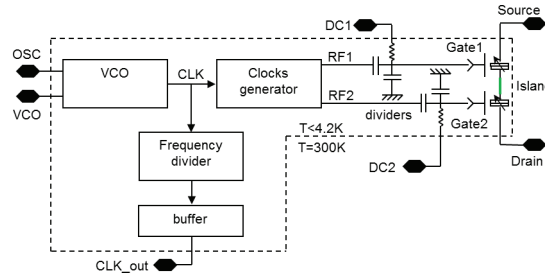 Source
DC1
OSC
VCO
CLK
Clocks
generator
RF1
Gate1
Island
VCO
RF2
dividers
Gate2
T<4.2K
T=300K
Frequency
divider
DC2
Drain
buffer
CLK_out